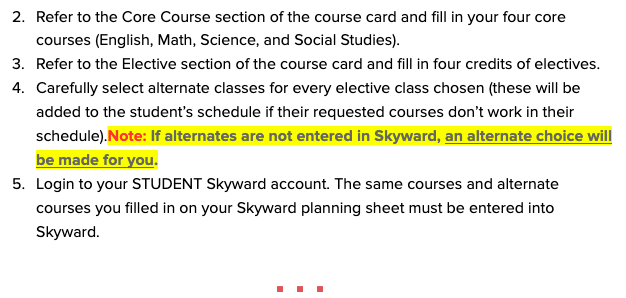 2. Refer to the Core Course section of the course card and fill in your four core
courses (English, Math, Science, and Social Studies).
3. Refer to the Elective section of the course card and fill in four credits of electives.
4. Carefully select alternate classes for every elective class chosen (these will be
added to the student’s schedule if their requested courses don’t work in their
schedule).Note: If alternates are not entered in Skyward, an alternate choice will
be made for you.
5. Login to your STUDENT Skyward account. The same courses and alternate
courses you filled in on your Skyward planning sheet must be entered into
Skyward.